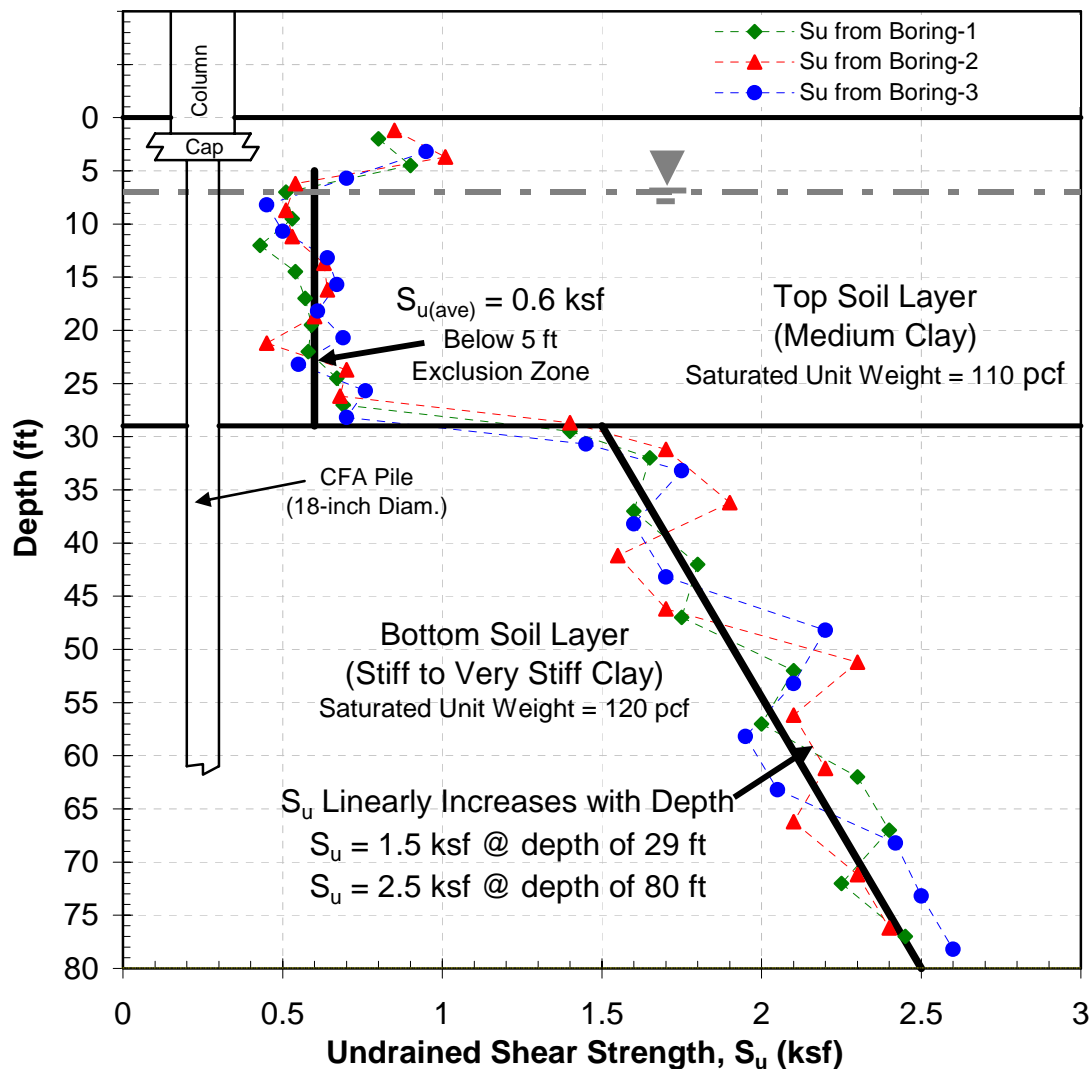 Su from Boring-1
Su from Boring-2
Su from Boring-3
Column
Cap
0
5
10
15
20
25
30
35
40
45
50
55
60
65
70
75
80
Depth (ft)
S_u(ave) = 0.6 ksf
Below 5 ft
Exclusion Zone
Top Soil Layer
(Medium Clay)
Saturated Unit Weight = 110 pcf
CFA Pile
(18-inch Diam.)
Bottom Soil Layer
(Stiff to Very Stiff Clay)
Saturated Unit Weight = 120 pcf
S_u Linearly Increases with Depth
S_u = 1.5 ksf @ depth of 29 ft
S_u = 2.5 ksf @ depth of 80 ft
0 0.5 1 1.5 2 2.5 3
Undrained Shear Strength, S_u (ksf)